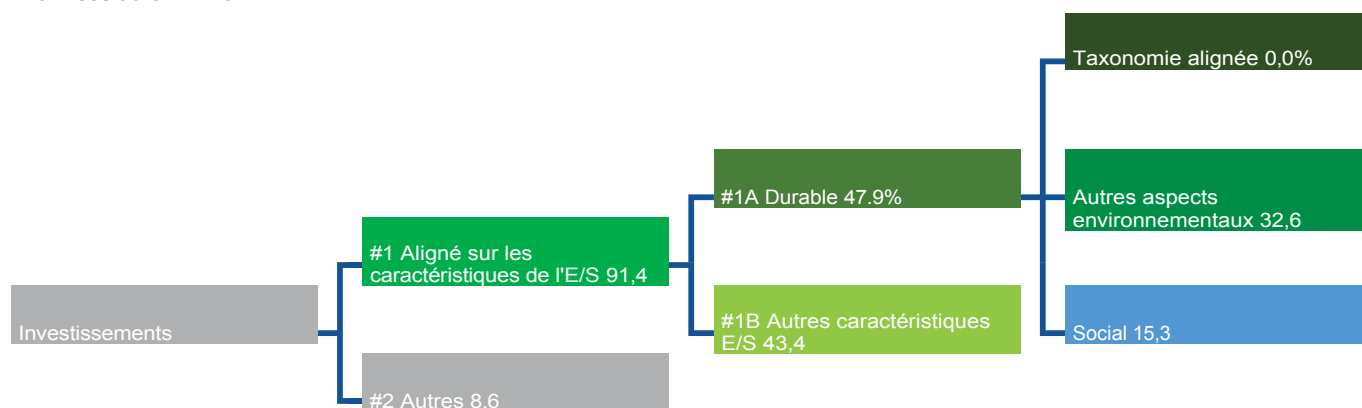 Taxonomie alignée 0,0%
#1A Durable 47.9%
Autres aspects
environnementaux 32,6
#1 Aligné sur les
caractéristiques de l'E/S 91,4
Investissements
#1B Autres caractéristiques
E/S 43,4
Social 15,3
#2 Autres 8,6